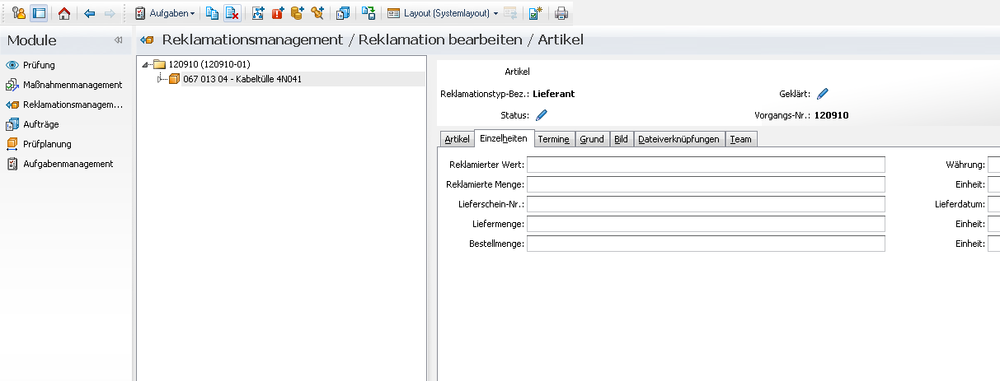 Aufgaben
Layout (Systemlayout)
Module
Reklamationsmanagement / Reklamation bearbeiten / Artikel
Prüfung
Maßnahmenmanagement
Reklamationsmanagem...
Aufträge
Prüfplanung
Aufgabenmanagement
120910 (120910-01)
067 013 04 - Kabeltülle 4N041
Artikel
Reklamationstyp-Bez.: Lieferant Geklärt:
Status: Vorgangs-Nr.: 120910
Artikel Einzelheiten Termine Grund Bild Dateiverknüpfungen Team
Reklamierter Wert: Währung:
Reklamierte Menge: Einheit:
Lieferschein-Nr.: Lieferdatum:
Liefermenge: Einheit:
Bestellmenge: Einheit: